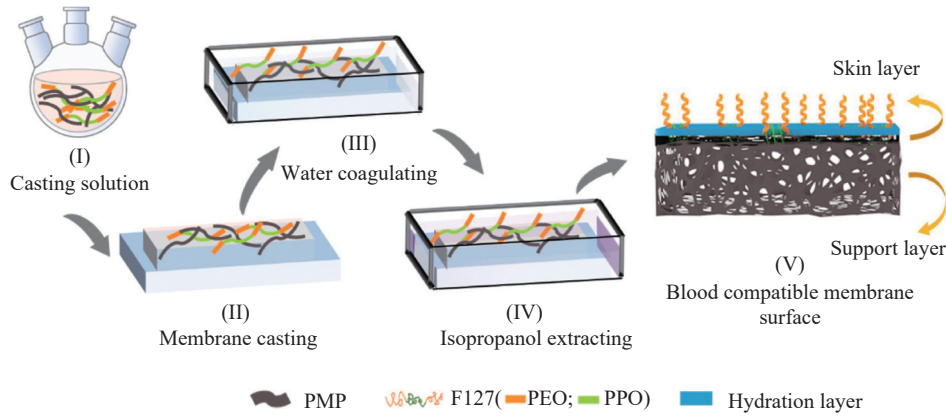 (I)
Casting solution
(II)
Membrane casting
(III)
Water coagulating
(IV)
Isopropanol extracting
Skin layer
Support layer
(V)
Blood compatible membrane
surface
PMP
F127( PEO; PPO)
Hydration layer